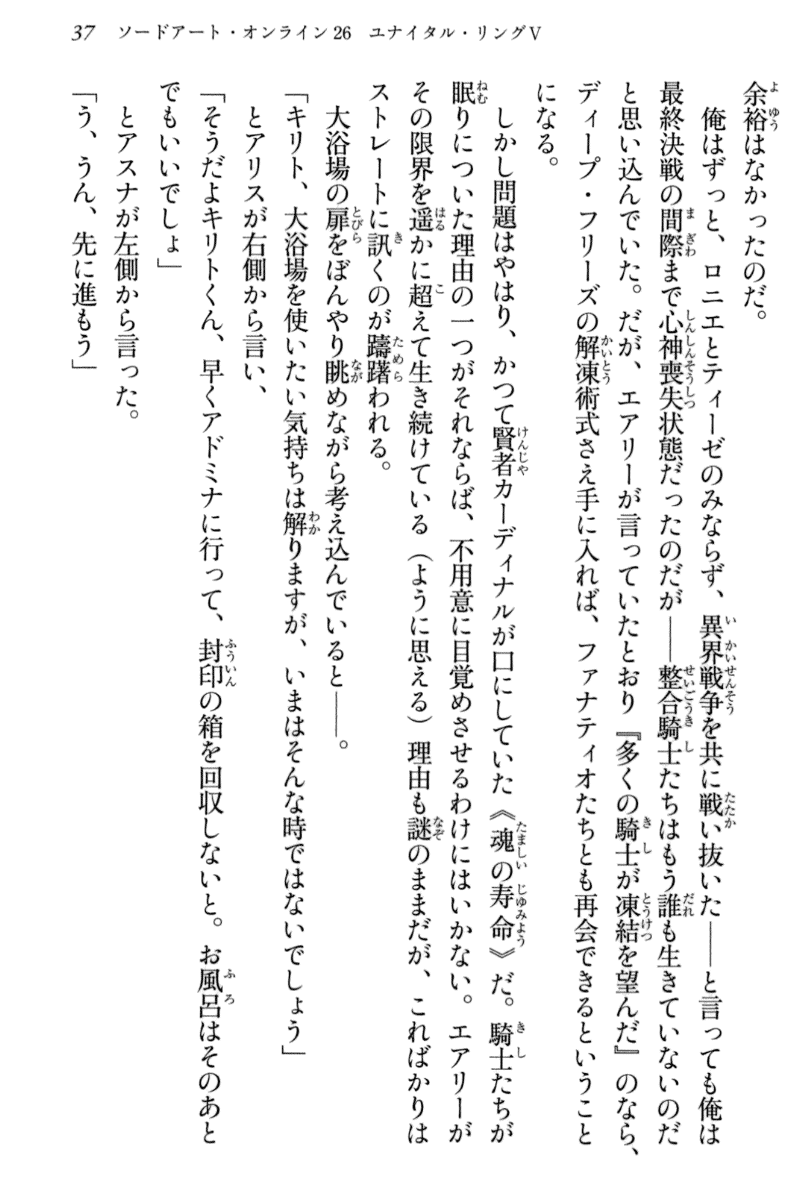 37　ソードアート・オンライン26　ユナイタル・リングⅤ
余裕はなかったのだ。
　俺はずっと、ロニエとティーゼのみならず、異界戦争を共に戦い抜いた――と言っても俺は
最終決戦の間際まで心神喪失状態だったのだが――整合騎士たちはもう誰も生きていないのだ
と思い込んでいた。だが、エアリーが言っていたとおり『多くの騎士が凍結を望んだ』のなら、
ディープ・フリーズの解凍術式さえ手に入れば、ファナティオたちとも再会できるということ
になる。
　しかし問題はやはり、かつて賢者カーディナルが口にしていた《魂の寿命》だ。騎士たちが
眠りについた理由の一つがそれならば、不用意に目覚めさせるわけにはいかない。エアリーが
その限界を遥かに超えて生き続けている（ように思える）理由も謎のままだが、こればかりは
ストレートに訊くのが躊躇われる。
　大浴場の扉をぼんやり眺めながら考え込んでいると――。
「キリト、大浴場を使いたい気持ちは解りますが、いまはそんな時ではないでしょう」
　とアリスが右側から言い、
「そうだよキリトくん、早くアドミナに行って、封印の箱を回収しないと。お風呂はそのあと
でもいいでしょ」
　とアスナが左側から言った。
「う、うん、先に進もう」